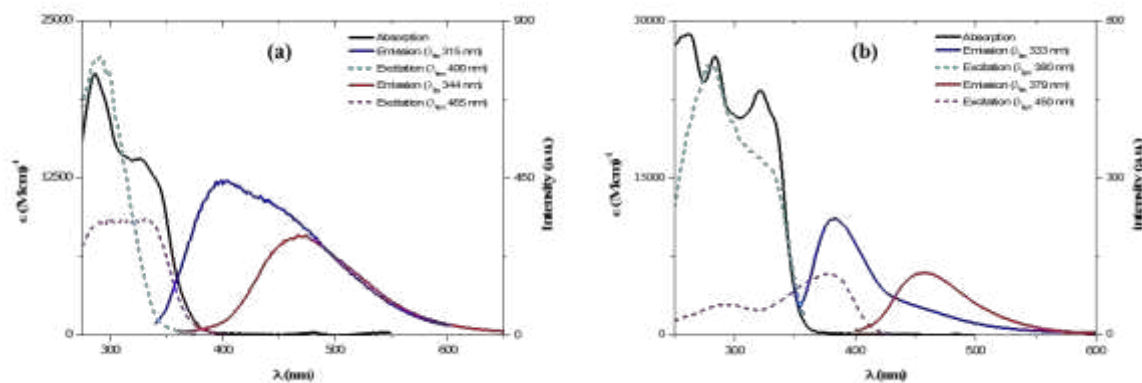 25000
12500
0
ε (Mcm)⁻¹
(a)
Absorption
Emission (λex 315 nm)
Excitation (λem 400 nm)
Emission (λex 344 nm)
Excitation (λem 465 nm)
900
450
0
Intensity (a.u.)
300 400 500 600
λ (nm)
30000
15000
0
ε (Mcm)⁻¹
(b)
Absorption
Emission (λex 333 nm)
Excitation (λem 380 nm)
Emission (λex 379 nm)
Excitation (λem 450 nm)
600
300
0
Intensity (a.u.)
300 400 500 600
λ (nm)